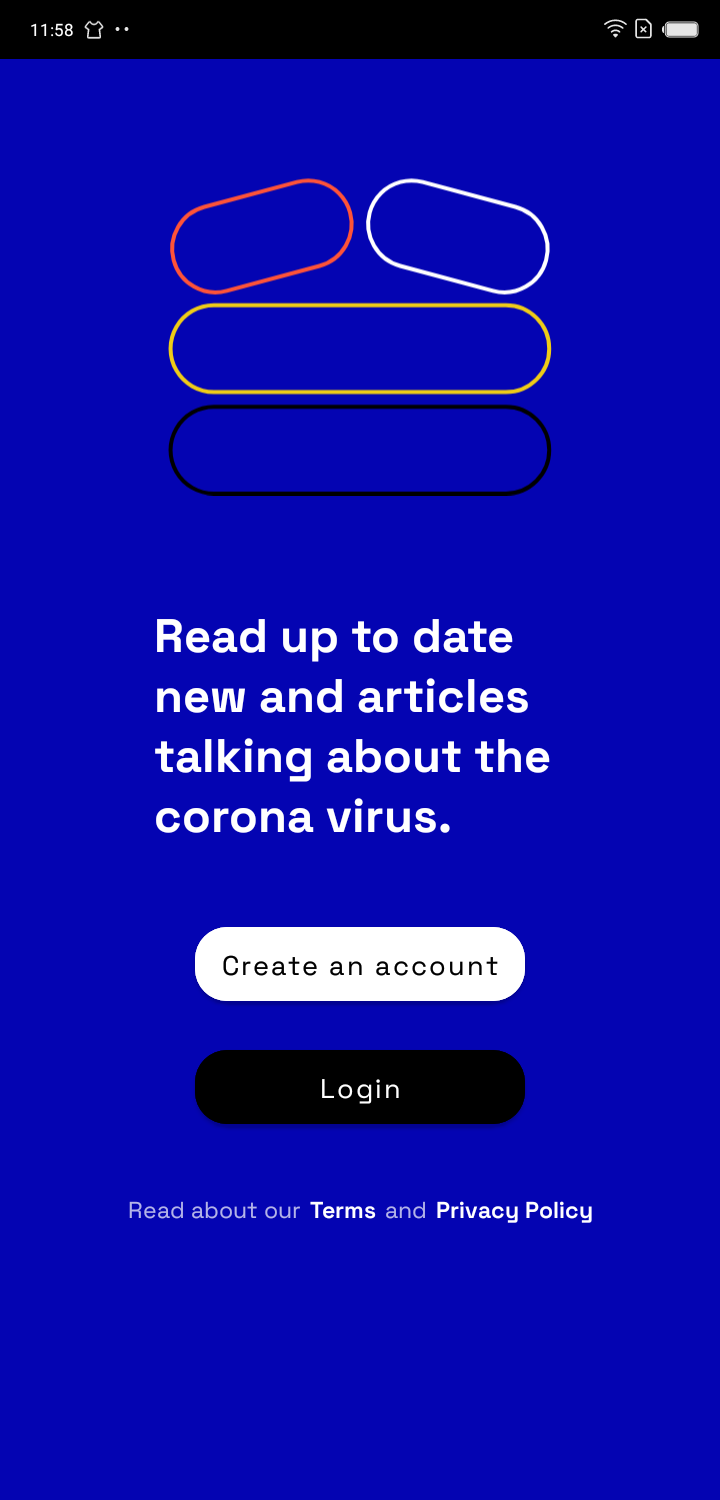 11:58
Read up to date
new and articles
talking about the
corona virus.
Create an account
Login
Read about our Terms and Privacy Policy